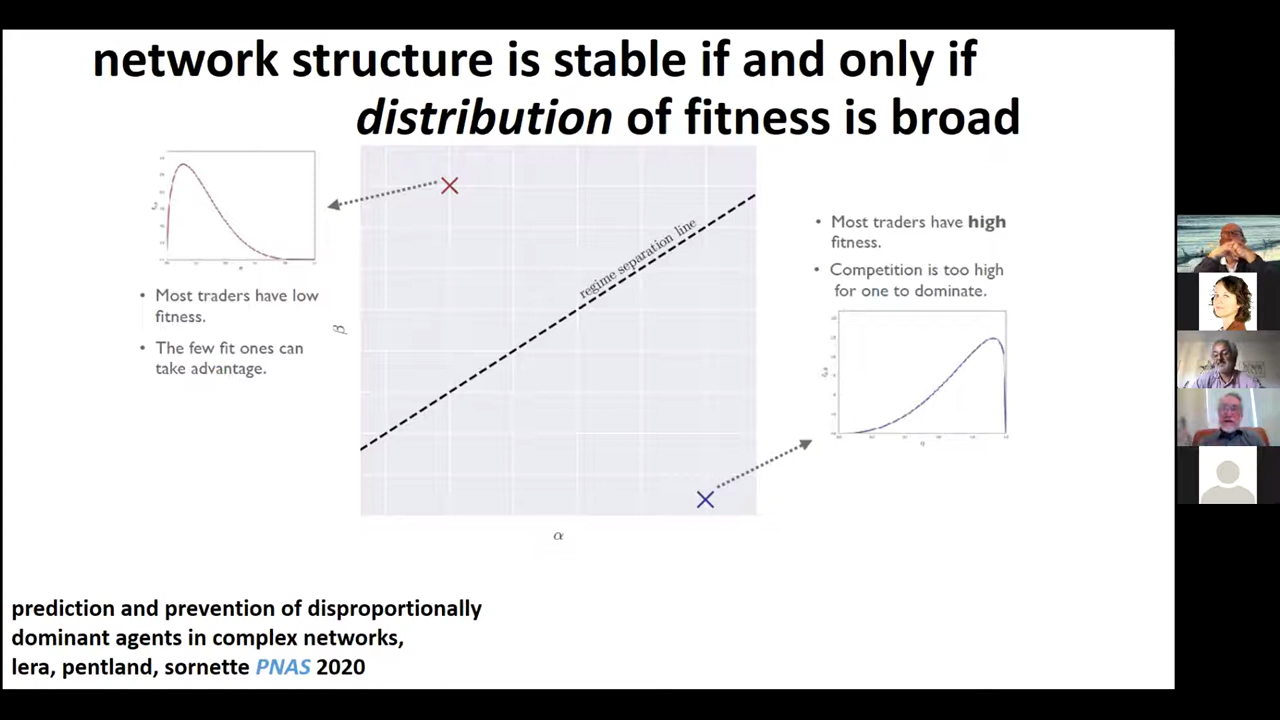 network structure is stable if and only if
distribution of fitness is broad
• Most traders have low
fitness.
• The few fit ones can
take advantage.
β
regime separation line
α
• Most traders have high
fitness.
• Competition is too high
for one to dominate.
prediction and prevention of disproportionally
dominant agents in complex networks,
lera, pentland, sornette PNAS 2020